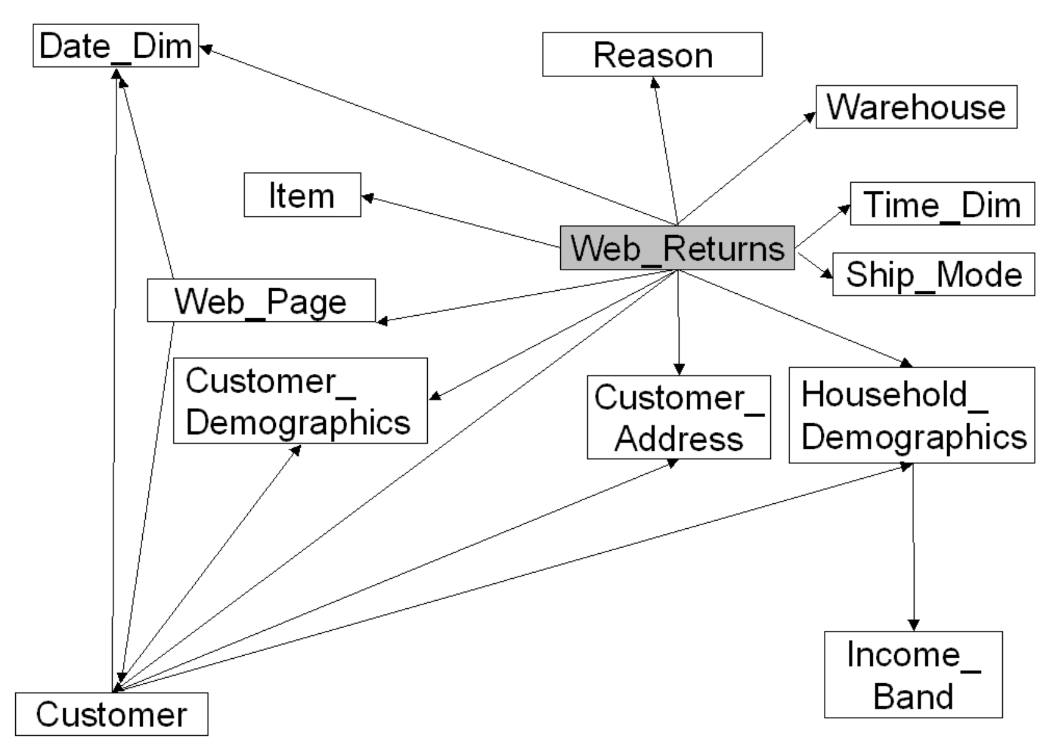 Date_Dim
Reason
Warehouse
Item
Time_Dim
Web_Returns
Ship_Mode
Web_Page
Customer_
Demographics
Customer_
Address
Household_
Demographics
Income_
Band
Customer